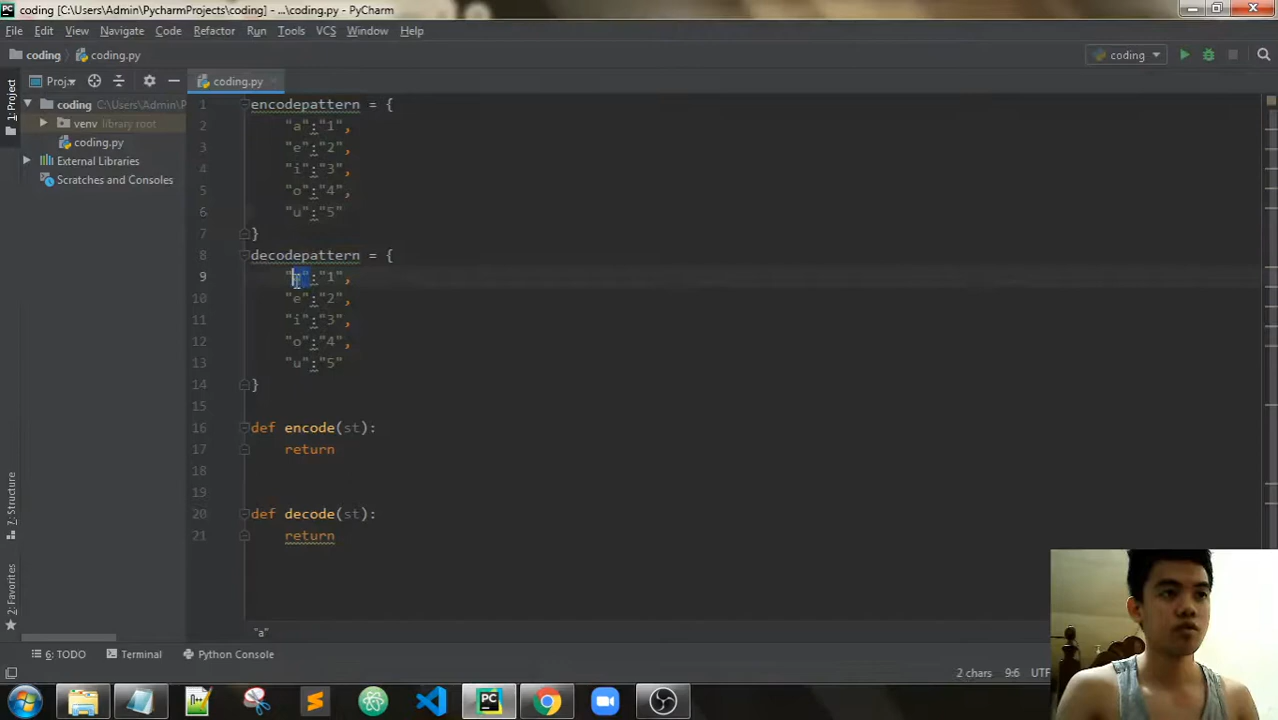 coding [C:\Users\Admin\PycharmProjects\coding] - ...\coding.py - PyCharm
File Edit View Navigate Code Refactor Run Tools VCS Window Help
coding coding.py coding
1: Project
Proj.. coding.py
coding C:\Users\Admin\P
venv library root
coding.py
External Libraries
Scratches and Consoles
1 encodepattern = {
2 "a":"1",
3 "e":"2",
4 "i":"3",
5 "o":"4",
6 "u":"5"
7 }
8 decodepattern = {
9 "a":"1",
10 "e":"2",
11 "i":"3",
12 "o":"4",
13 "u":"5"
14 }
15
16 def encode(st):
17 return
18
19
20 def decode(st):
21 return
7: Structure
2: Favorites
"a"
6: TODO Terminal Python Console
2 chars 9:6 UTF
PC